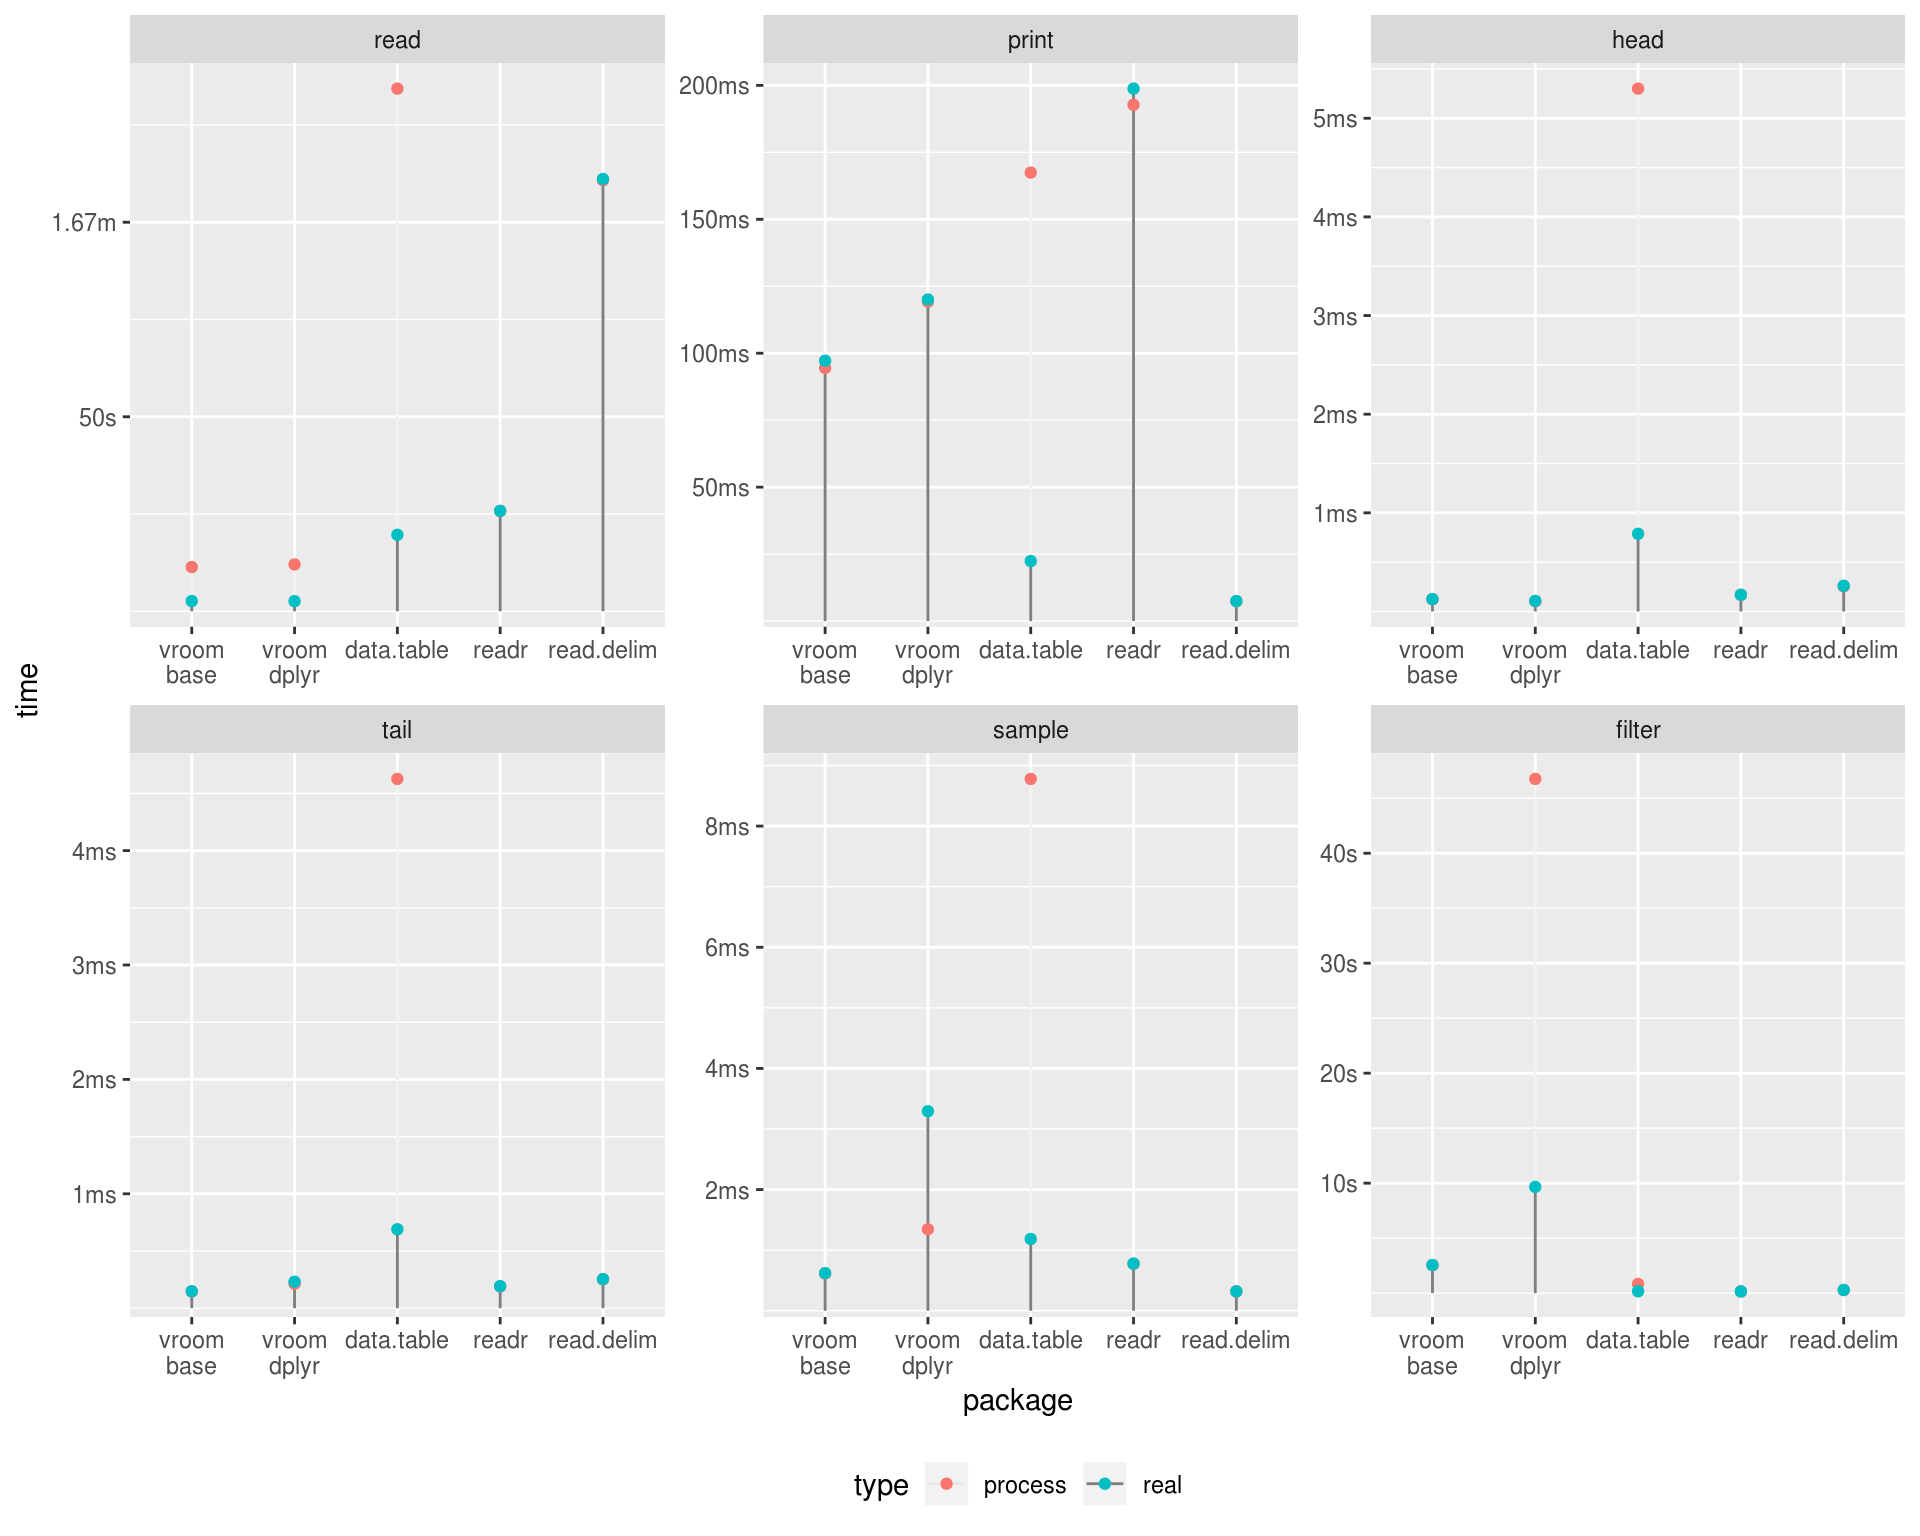 read
print
head
1.67m
50s
200ms
150ms
100ms
50ms
5ms
4ms
3ms
2ms
1ms
vroom base
vroom dplyr
data.table
readr
read.delim
vroom base
vroom dplyr
data.table
readr
read.delim
vroom base
vroom dplyr
data.table
readr
read.delim
time
tail
sample
filter
4ms
3ms
2ms
1ms
8ms
6ms
4ms
2ms
40s
30s
20s
10s
vroom base
vroom dplyr
data.table
readr
read.delim
vroom base
vroom dplyr
data.table
readr
read.delim
vroom base
vroom dplyr
data.table
readr
read.delim
package
type process real